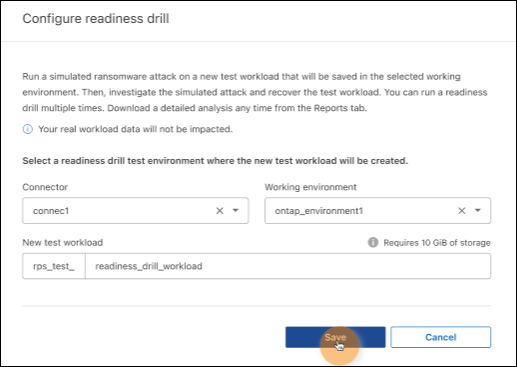 Configure readiness drill
Run a simulated ransomware attack on a new test workload that will be saved in the selected working
environment. Then, investigate the simulated attack and recover the test workload. You can run a readiness
drill multiple times. Download a detailed analysis any time from the Reports tab.
Your real workload data will not be impacted.
Select a readiness drill test environment where the new test workload will be created.
Connector
Working environment
connec1
ontap_environment1
New test workload
Requires 10 GiB of storage
rps_test_
readiness_drill_workload
Save
Cancel